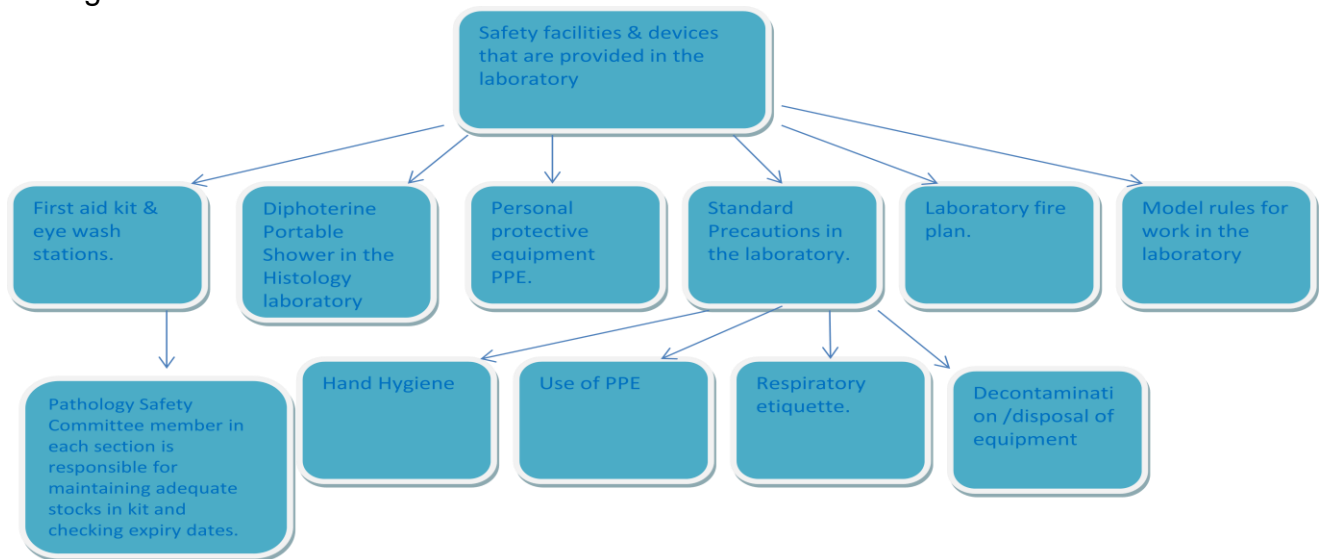 Safety facilities & devices
that are provided in the
laboratory
First aid kit &
eye wash
stations.
Diphoterine
Portable
Shower in the
Histology
laboratory
Personal
protective
equipment
PPE.
Standard
Precautions in
the laboratory.
Laboratory fire
plan.
Model rules for
work in the
laboratory
Pathology Safety
Committee member in
each section is
responsible for
maintaining adequate
stocks in kit and
checking expiry dates.
Hand Hygiene
Use of PPE
Respiratory
etiquette.
Decontaminati
on /disposal of
equipment